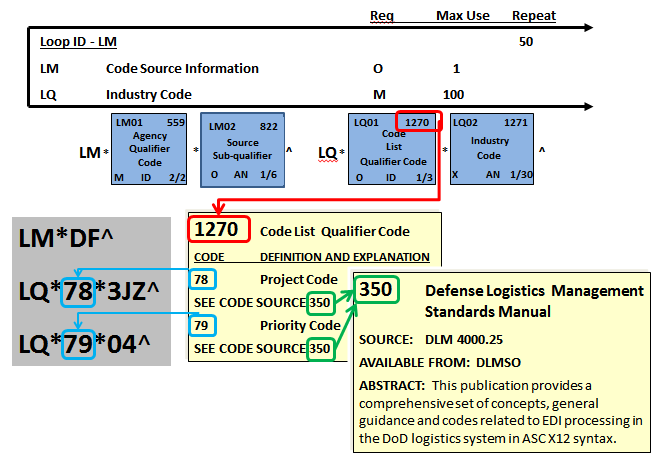 Req Max Use Repeat
Loop ID - LM 50
LM Code Source Information O 1
LQ Industry Code M 100
LM * LM01 559 Agency Qualifier Code M ID 2/2 * LM02 822 Source Sub-qualifier O AN 1/6 ^
LQ * LQ01 1270 Code List Qualifier Code O ID 1/3 * LQ02 1271 Industry Code X AN 1/30 ^
LM*DF^
LQ*78*3JZ^
LQ*79*04^
1270 Code List Qualifier Code
CODE DEFINITION AND EXPLANATION
78 Project Code
SEE CODE SOURCE 350
79 Priority Code
SEE CODE SOURCE 350
350 Defense Logistics Management
Standards Manual
SOURCE: DLM 4000.25
AVAILABLE FROM: DLMSO
ABSTRACT: This publication provides a
comprehensive set of concepts, general
guidance and codes related to EDI processing in
the DoD logistics system in ASC X12 syntax.